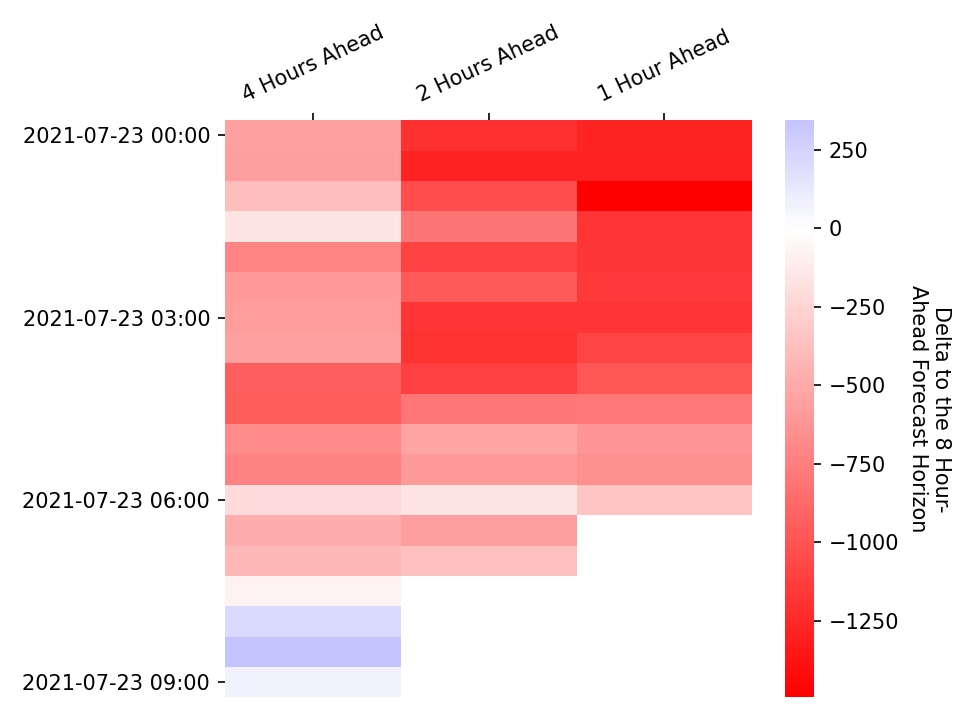 4 Hours Ahead
2 Hours Ahead
1 Hour Ahead
2021-07-23 00:00
2021-07-23 03:00
2021-07-23 06:00
2021-07-23 09:00
250
0
−250
−500
−750
−1000
−1250
Delta to the 8 Hour-
Ahead Forecast Horizon